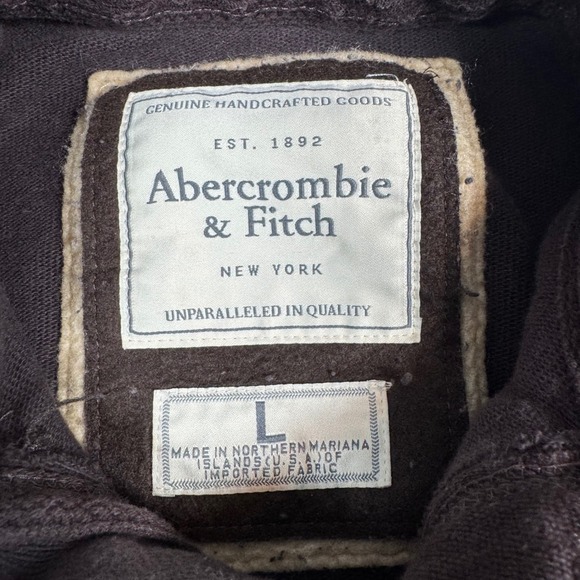 GENUINE HANDCRAFTED GOODS
EST. 1892
Abercrombie
& Fitch
NEW YORK
UNPARALLELED IN QUALITY
L
MADE IN NORTHERN MARIANA
ISLANDS (U.S.A.) OF
IMPORTED FABRIC